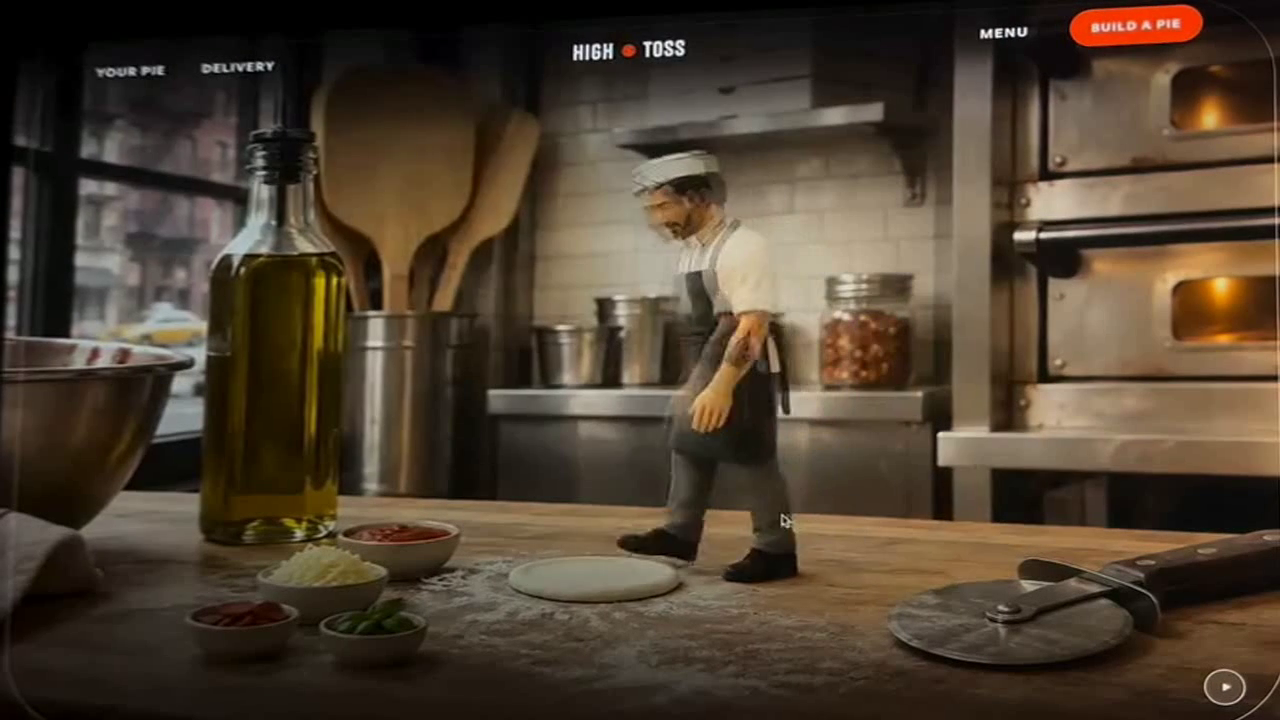 YOUR PIE
DELIVERY
HIGH TOSS
MENU
BUILD A PIE